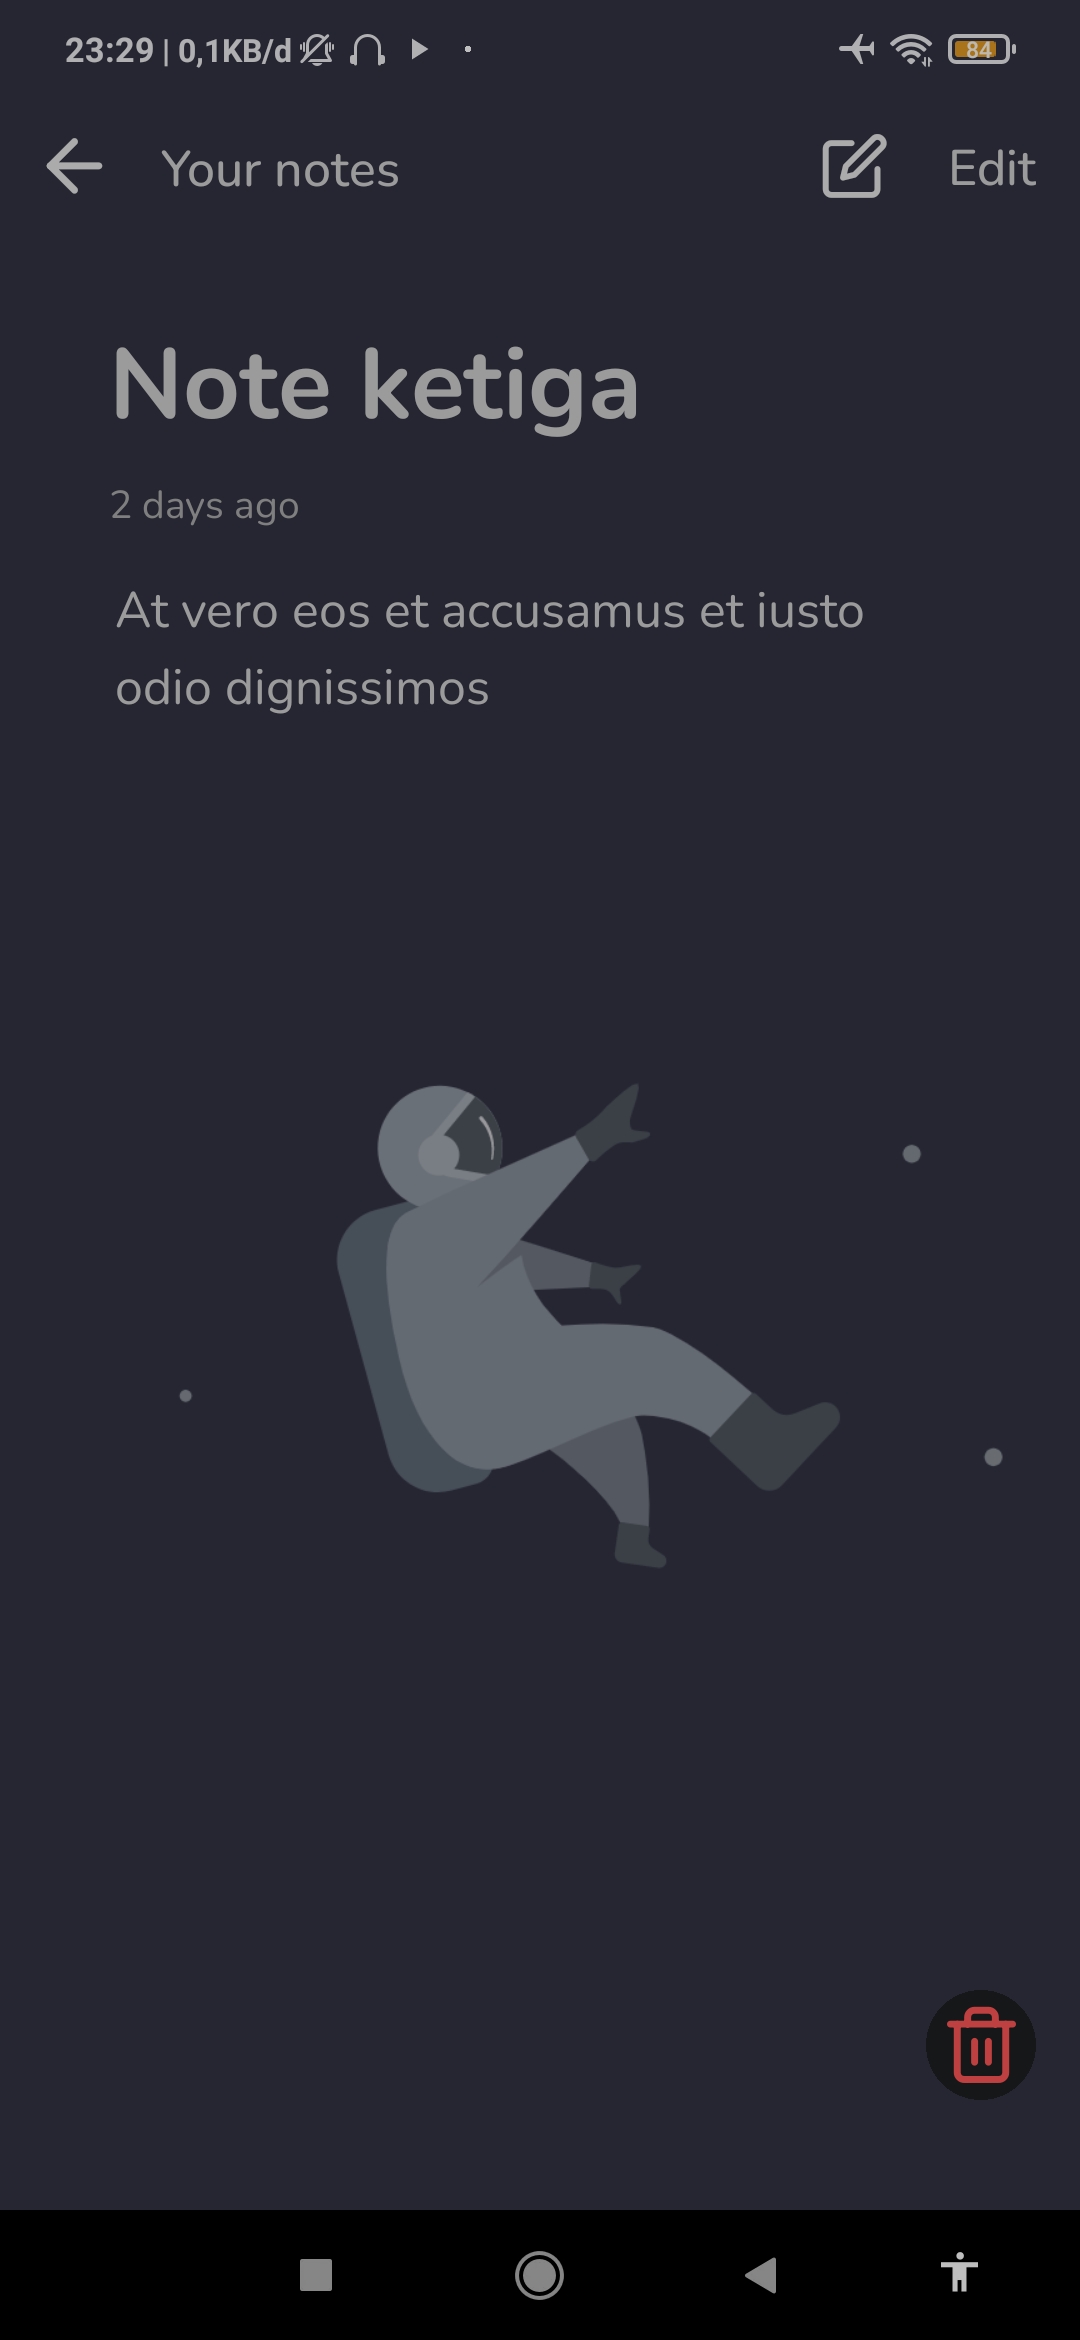 23:29 | 0,1KB/d 84
Your notes Edit
Note ketiga
2 days ago
At vero eos et accusamus et iusto
odio dignissimos